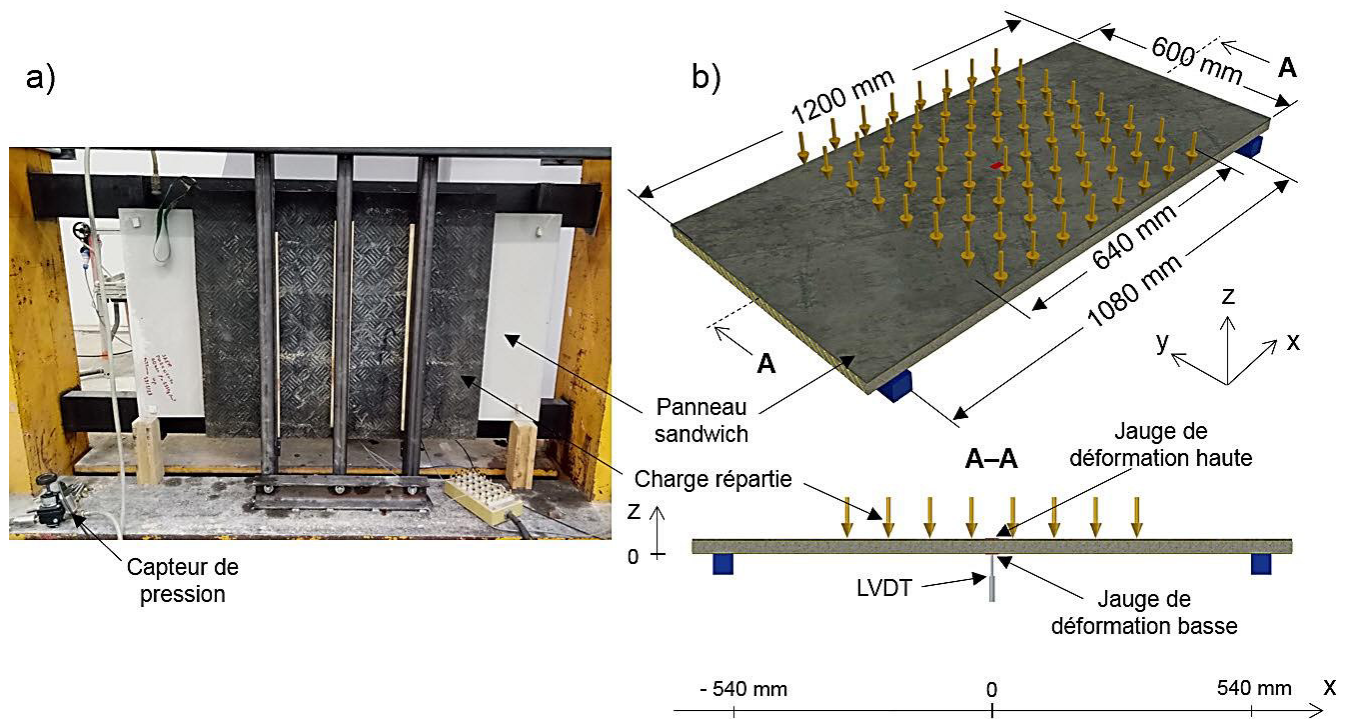 a)
b)
1200 mm
600 mm
A
640 mm
1080 mm
A
z
y
x
Panneau
sandwich
Charge répartie
Capteur de
pression
A–A
Jauge de
déformation haute
z
0
LVDT
Jauge de
déformation basse
- 540 mm
0
540 mm
x